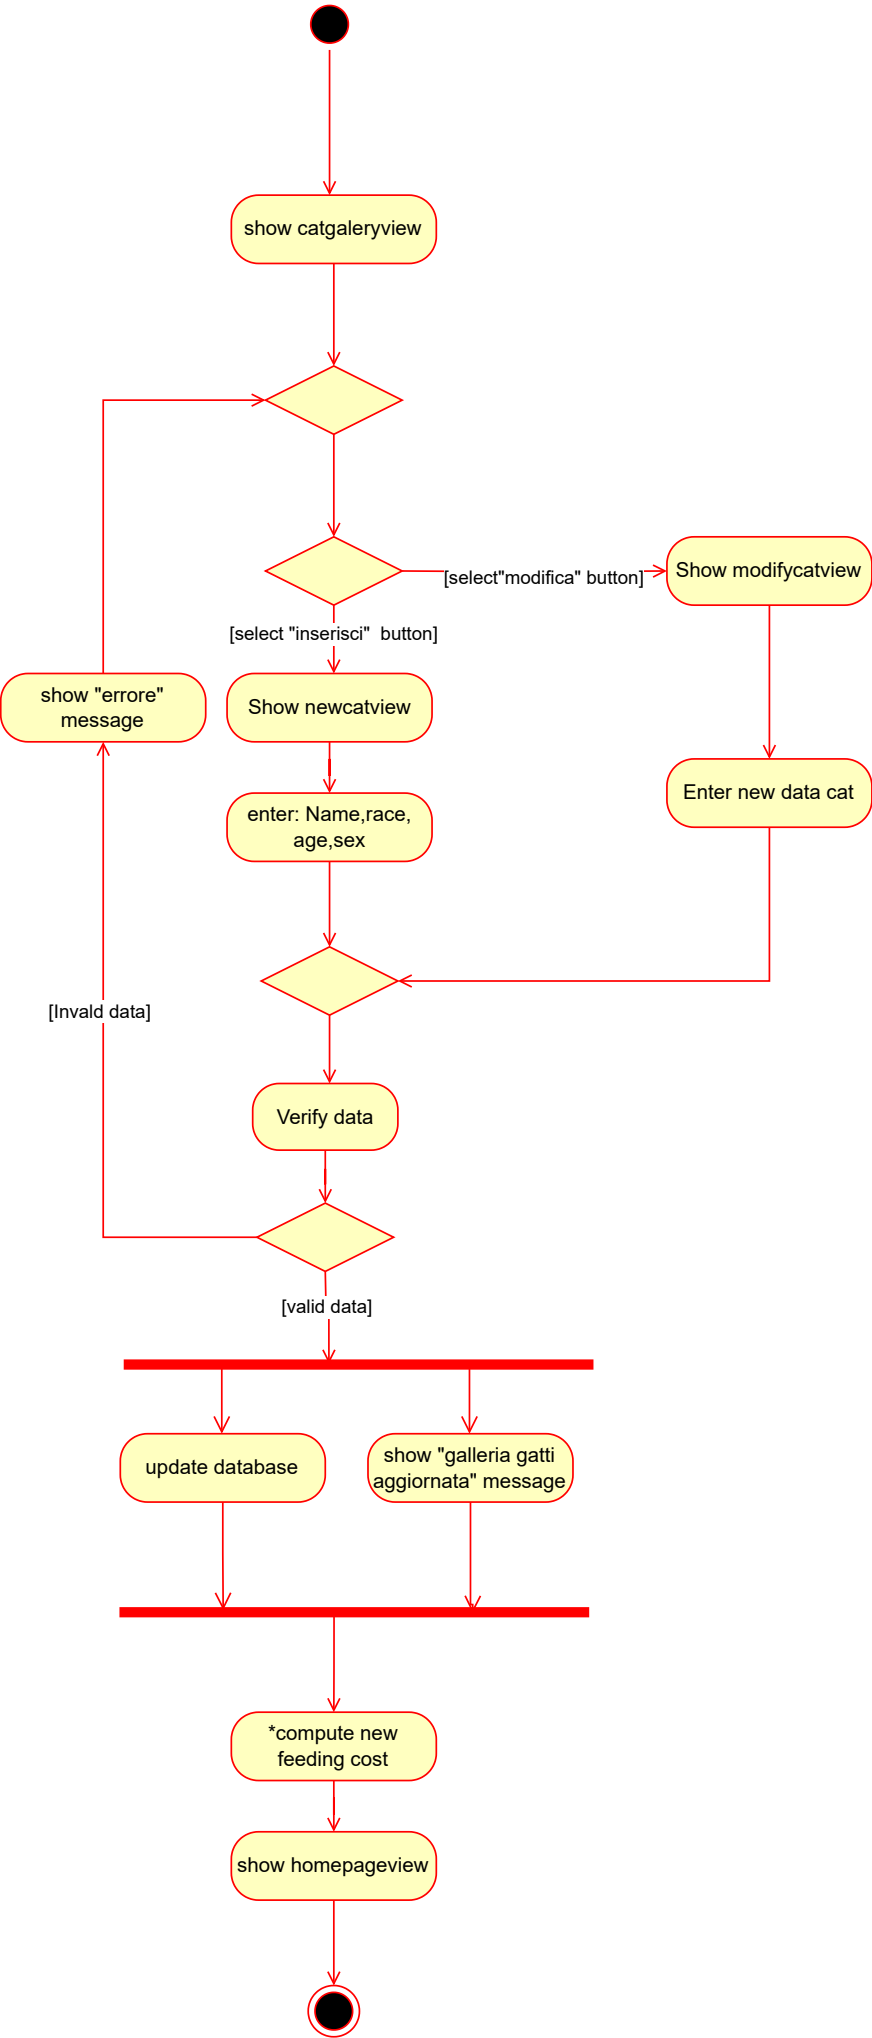 show catgaleryview
[select"modifica" button]
Show modifycatview
[select "inserisci"  button]
show "errore"
message
Show newcatview
Enter new data cat
enter: Name,race,
age,sex
[Invald data]
Verify data
[valid data]
update database
show "galleria gatti
aggiornata" message
*compute new
feeding cost
show homepageview